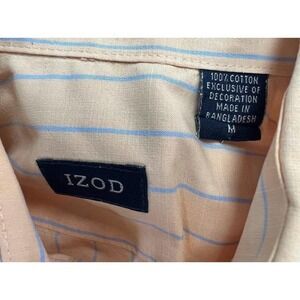 100% COTTON
EXCLUSIVE OF
DECORATION
MADE IN
BANGLADESH
M
IZOD